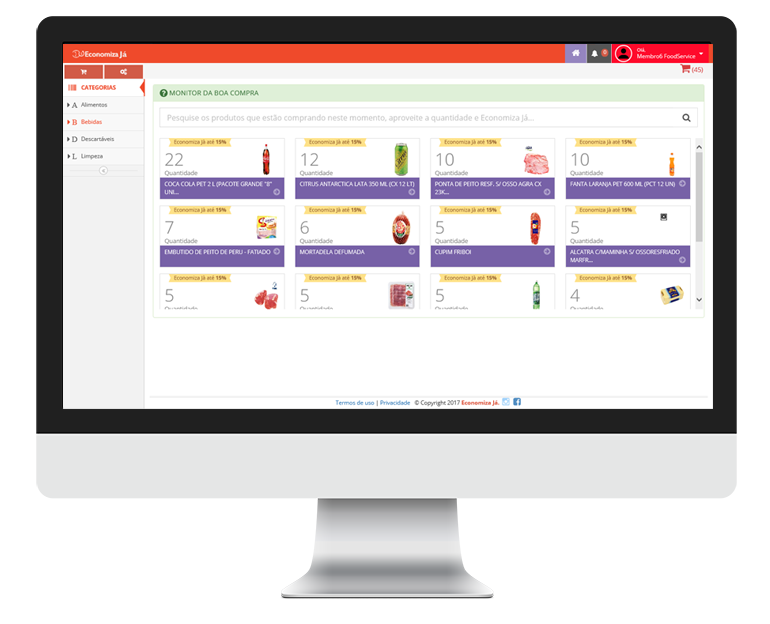 Economiza Já
0
Olá,
Membro6 FoodService
(45)
CATEGORIAS
A Alimentos
B Bebidas
D Descartáveis
L Limpeza
MONITOR DA BOA COMPRA
Pesquise os produtos que estão comprando neste momento, aproveite a quantidade e Economiza Já...
Economiza Já até 15%
22
Quantidade
COCA COLA PET 2 L (PACOTE GRANDE "8"
UNI...
Economiza Já até 15%
12
Quantidade
CITRUS ANTARCTICA LATA 350 ML (CX 12 LT)
Economiza Já até 15%
10
Quantidade
PONTA DE PEITO RESF. S/ OSSO AGRA CX
23K...
Economiza Já até 15%
10
Quantidade
FANTA LARANJA PET 600 ML (PCT 12 UN)
Economiza Já até 15%
7
Quantidade
EMBUTIDO DE PEITO DE PERU - FATIADO
Economiza Já até 15%
6
Quantidade
MORTADELA DEFUMADA
Economiza Já até 15%
5
Quantidade
CUPIM FRIBOI
Economiza Já até 15%
5
Quantidade
ALCATRA C/MAMINHA S/ OSSORESFRIADO
MARFR...
Economiza Já até 15%
5
Quantidade
Economiza Já até 15%
5
Quantidade
Economiza Já até 15%
5
Quantidade
Economiza Já até 15%
4
Quantidade
Termos de uso | Privacidade © Copyright 2017 Economiza Já.